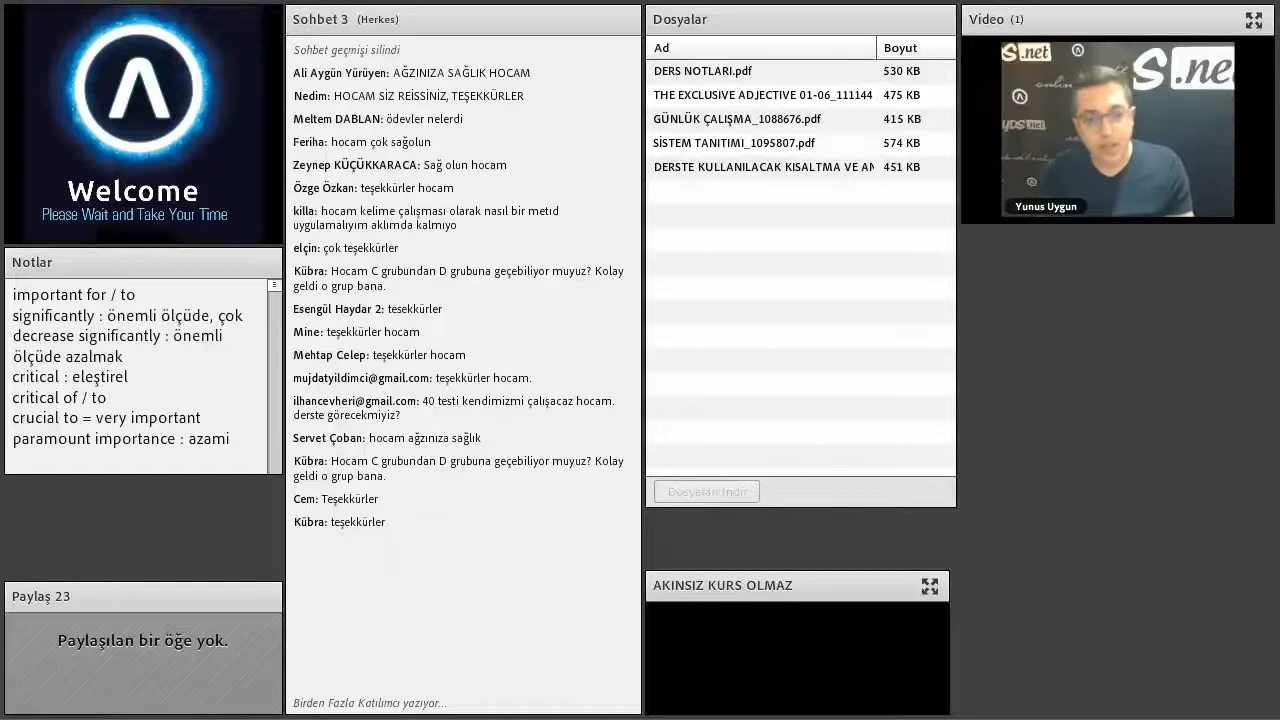 Welcome
Please Wait and Take Your Time
Notlar
important for / to
significantly : önemli ölçüde, çok
decrease significantly : önemli
ölçüde azalmak
critical : eleştirel
critical of / to
crucial to = very important
paramount importance : azami
Paylaş 23
Paylaşılan bir öğe yok.
Sohbet 3 (Herkes)
Sohbet geçmişi silindi
Ali Aygün Yürüyen: AĞZINIZA SAĞLIK HOCAM
Nedim: HOCAM SİZ REİSSİNİZ, TEŞEKKÜRLER
Meltem DABLAN: ödevler nelerdi
Feriha: hocam çok sağolun
Zeynep KÜÇÜKKARACA: Sağ olun hocam
Özge Özkan: teşekkürler hocam
killa: hocam kelime çalışması olarak nasıl bir metıd
uygulamalıyım aklımda kalmıyo
elçin: çok teşekkürler
Kübra: Hocam C grubundan D grubuna geçebiliyor muyuz? Kolay
geldi o grup bana.
Esengül Haydar 2: tesekkürler
Mine: teşekkürler hocam
Mehtap Celep: teşekkürler hocam
mujdatyildimci@gmail.com: teşekkürler hocam.
ilhancevheri@gmail.com: 40 testi kendimizmi çalışacaz hocam.
derste görecekmiyiz?
Servet Çoban: hocam ağzınıza sağlık
Kübra: Hocam C grubundan D grubuna geçebiliyor muyuz? Kolay
geldi o grup bana.
Cem: Teşekkürler
Kübra: teşekkürler
Birden Fazla Katılımcı yazıyor...
Dosyalar
Ad Boyut
DERS NOTLARI.pdf 530 KB
THE EXCLUSIVE ADJECTIVE 01-06_111144 475 KB
GÜNLÜK ÇALIŞMA_1088676.pdf 415 KB
SİSTEM TANITIMI_1095807.pdf 574 KB
DERSTE KULLANILACAK KISALTMA VE AN 451 KB
Dosyaları İndir
AKINSIZ KURS OLMAZ
Video (1)
S.net
S.ne
online
YDS.net
Yunus Uygun